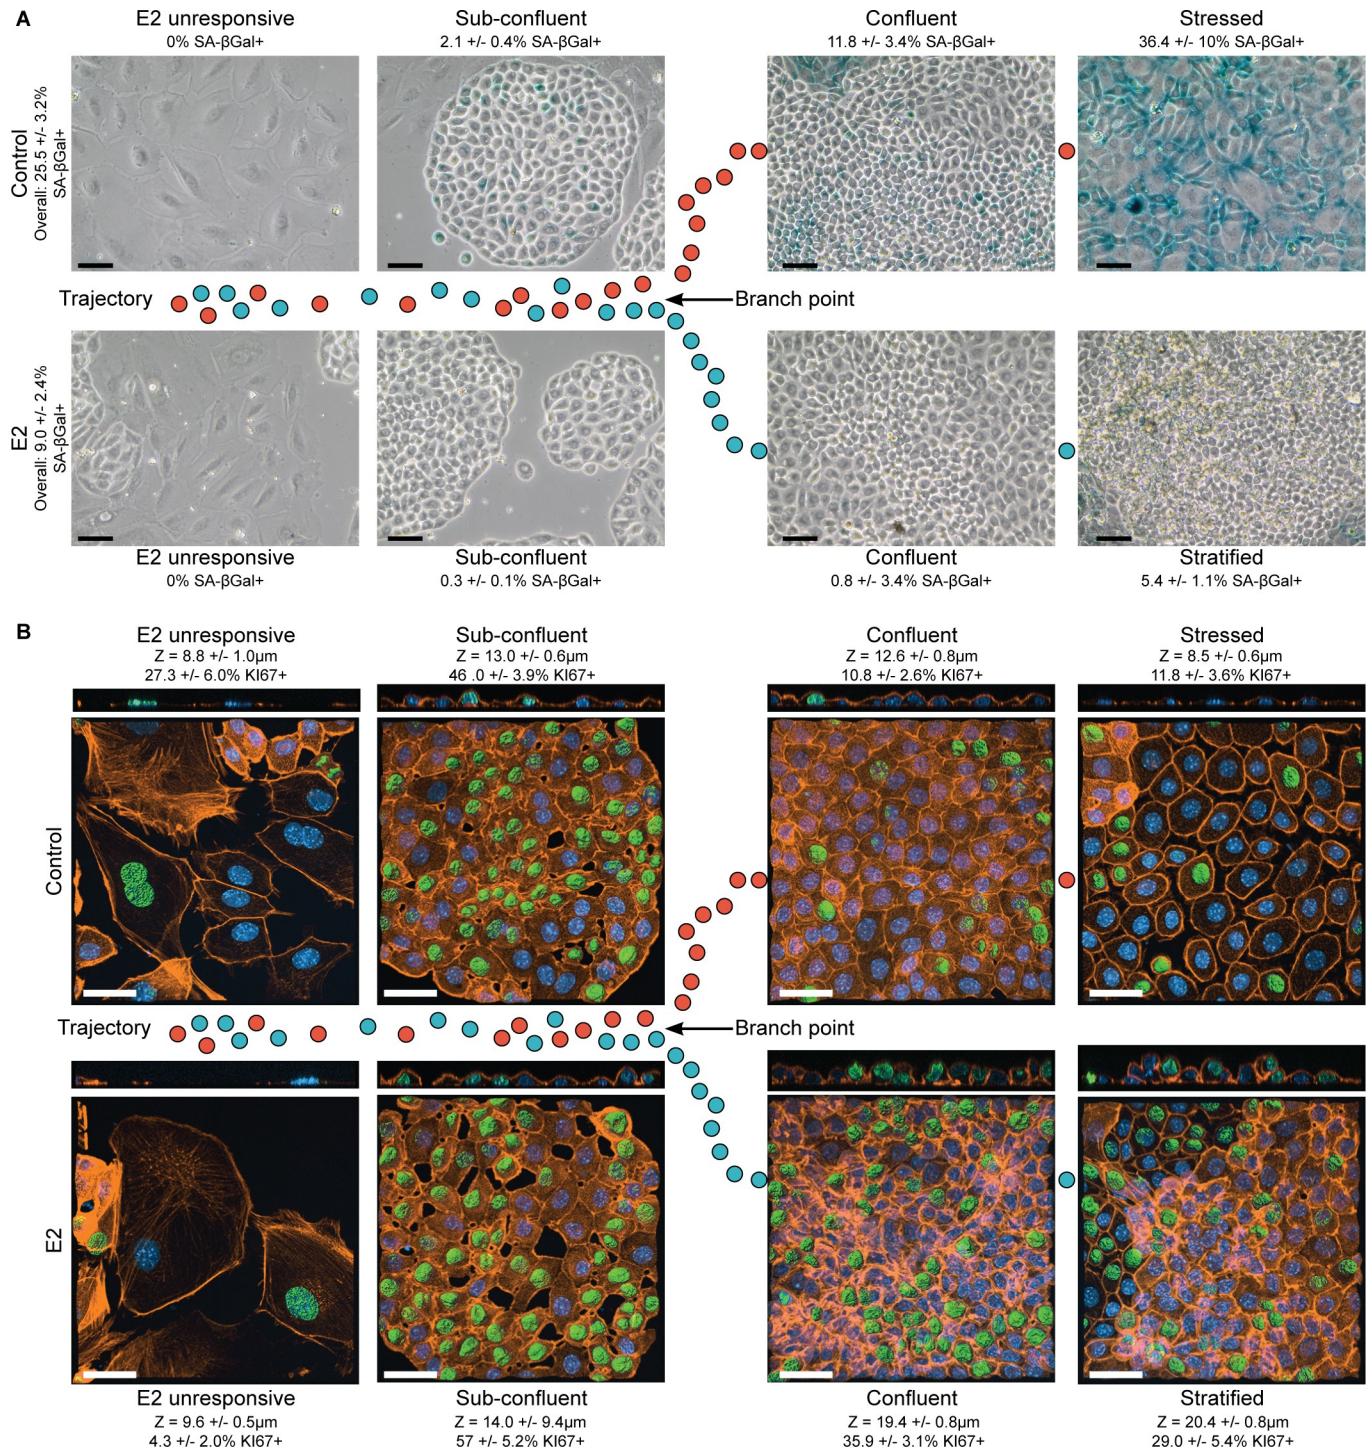 A
E2 unresponsive
0% SA-βGal+
Sub-confluent
2.1 +/- 0.4% SA-βGal+
Confluent
11.8 +/- 3.4% SA-βGal+
Stressed
36.4 +/- 10% SA-βGal+
Control
Overall: 25.5 +/- 3.2%
SA-βGal+
Trajectory
Branch point
E2
Overall: 9.0 +/- 2.4%
SA-βGal+
E2 unresponsive
0% SA-βGal+
Sub-confluent
0.3 +/- 0.1% SA-βGal+
Confluent
0.8 +/- 3.4% SA-βGal+
Stratified
5.4 +/- 1.1% SA-βGal+
B
E2 unresponsive
Z = 8.8 +/- 1.0μm
27.3 +/- 6.0% KI67+
Sub-confluent
Z = 13.0 +/- 0.6μm
46 .0 +/- 3.9% KI67+
Confluent
Z = 12.6 +/- 0.8μm
10.8 +/- 2.6% KI67+
Stressed
Z = 8.5 +/- 0.6μm
11.8 +/- 3.6% KI67+
Control
Trajectory
Branch point
E2
E2 unresponsive
Z = 9.6 +/- 0.5μm
4.3 +/- 2.0% KI67+
Sub-confluent
Z = 14.0 +/- 9.4μm
57 +/- 5.2% KI67+
Confluent
Z = 19.4 +/- 0.8μm
35.9 +/- 3.1% KI67+
Stratified
Z = 20.4 +/- 0.8μm
29.0 +/- 5.4% KI67+